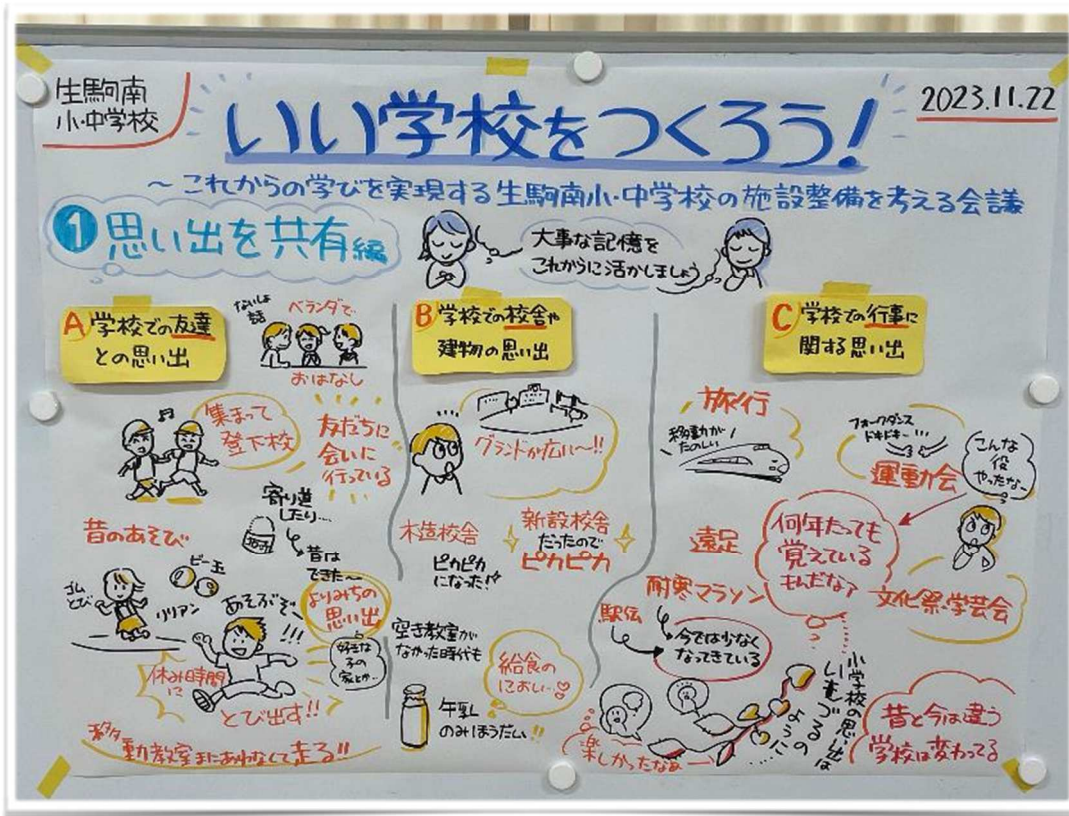 生駒南
小・中学校
いい学校をつくろう!
2023.11.22
～これからの学びを実現する生駒南小・中学校の施設整備を考える会議
① 思い出を共有編
大事な記憶を
これからに活かしましょう
A 学校での友達
との思い出
ないしょ
話
ベランダで
おはなし
集まって
登下校
友だちに
会いに
行っている
寄り道
したり…
昔は
できた～
よりみちの
思い出
好きな
子の
家とか…
昔のあそび
ゴム
とび
ビー玉
リリアン
あそぶぞ
!!!
休み時間
に
とび出す!!
移動教室まにあわなくて走る!!
B 学校での校舎や
建物の思い出
グランドが広い～!!
木造校舎
ピカピカ
になった!!
新設校舎
だったので
ピカピカ
空き教室が
なかった時代も
給食の
におい…♡
牛乳
のみほうだい!!
C 学校での行事に
関する思い出
旅行
移動が
たのしい!
フォークダンス
ドキドキ…
運動会
こんな
役
やったな～
遠足
何年たっても
覚えている
もんだな？
文化祭・学芸会
耐寒マラソン
駅伝
今では少なく
なってきている
小学校の思い出は
いもづるの
ように
楽しかったなぁ
昔と今は違う
学校は変わってる